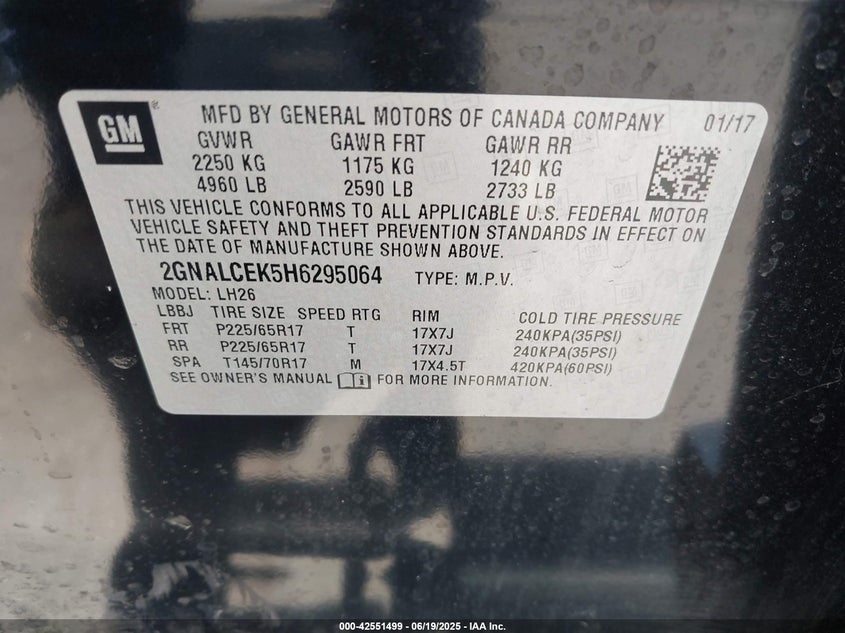 GM
®
MFD BY GENERAL MOTORS OF CANADA COMPANY 01/17
GVWR GAWR FRT GAWR RR
2250 KG 1175 KG 1240 KG
4960 LB 2590 LB 2733 LB
THIS VEHICLE CONFORMS TO ALL APPLICABLE U.S. FEDERAL MOTOR
VEHICLE SAFETY AND THEFT PREVENTION STANDARDS IN EFFECT ON
THE DATE OF MANUFACTURE SHOWN ABOVE.
2GNALCEK5H6295064 TYPE: M.P.V.
MODEL: LH26
LBBJ TIRE SIZE SPEED RTG RIM COLD TIRE PRESSURE
FRT P225/65R17 T 17X7J 240KPA(35PSI)
RR P225/65R17 T 17X7J 240KPA(35PSI)
SPA T145/70R17 M 17X4.5T 420KPA(60PSI)
SEE OWNER'S MANUAL FOR MORE INFORMATION.
000-42551499 - 06/19/2025 - IAA Inc.